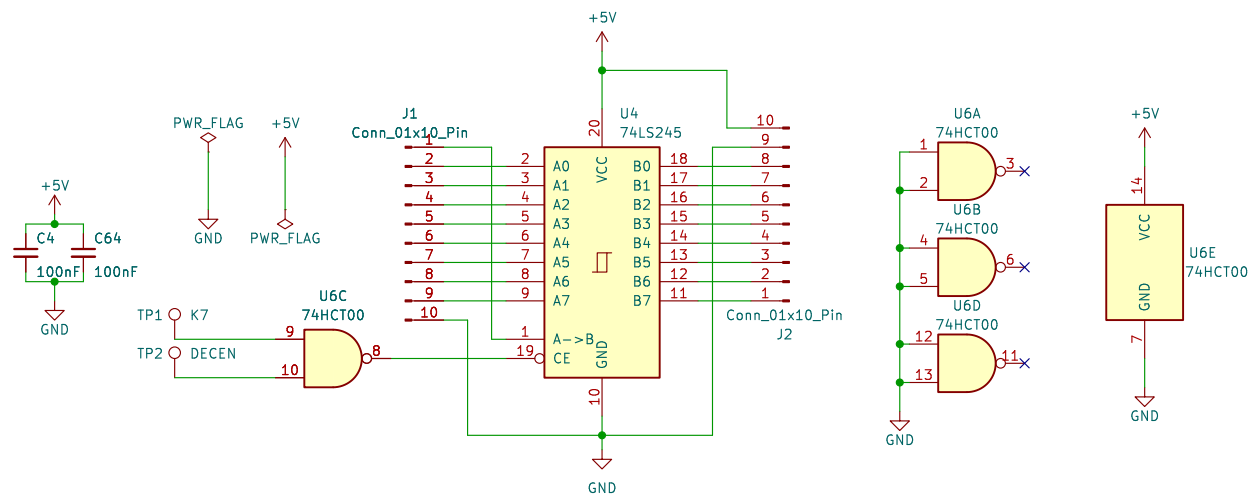 +5V
C4
C64
100nF
100nF
GND
PWR_FLAG
GND
+5V
PWR_FLAG
TP1
K7
TP2
DECEN
U6C
74HCT00
9
10
8
J1
Conn_01x10_Pin
1
2
3
4
5
6
7
8
9
10
+5V
U4
74LS245
20
VCC
2
A0
B0
18
3
A1
B1
17
4
A2
B2
16
5
A3
B3
15
6
A4
B4
14
7
A5
B5
13
8
A6
B6
12
9
A7
B7
11
1
A->B
19
CE
GND
10
GND
10
9
8
7
6
5
4
3
2
1
Conn_01x10_Pin
J2
U6A
74HCT00
1
2
3
U6B
74HCT00
4
5
6
U6D
74HCT00
12
13
11
GND
+5V
14
VCC
U6E
74HCT00
GND
7
GND